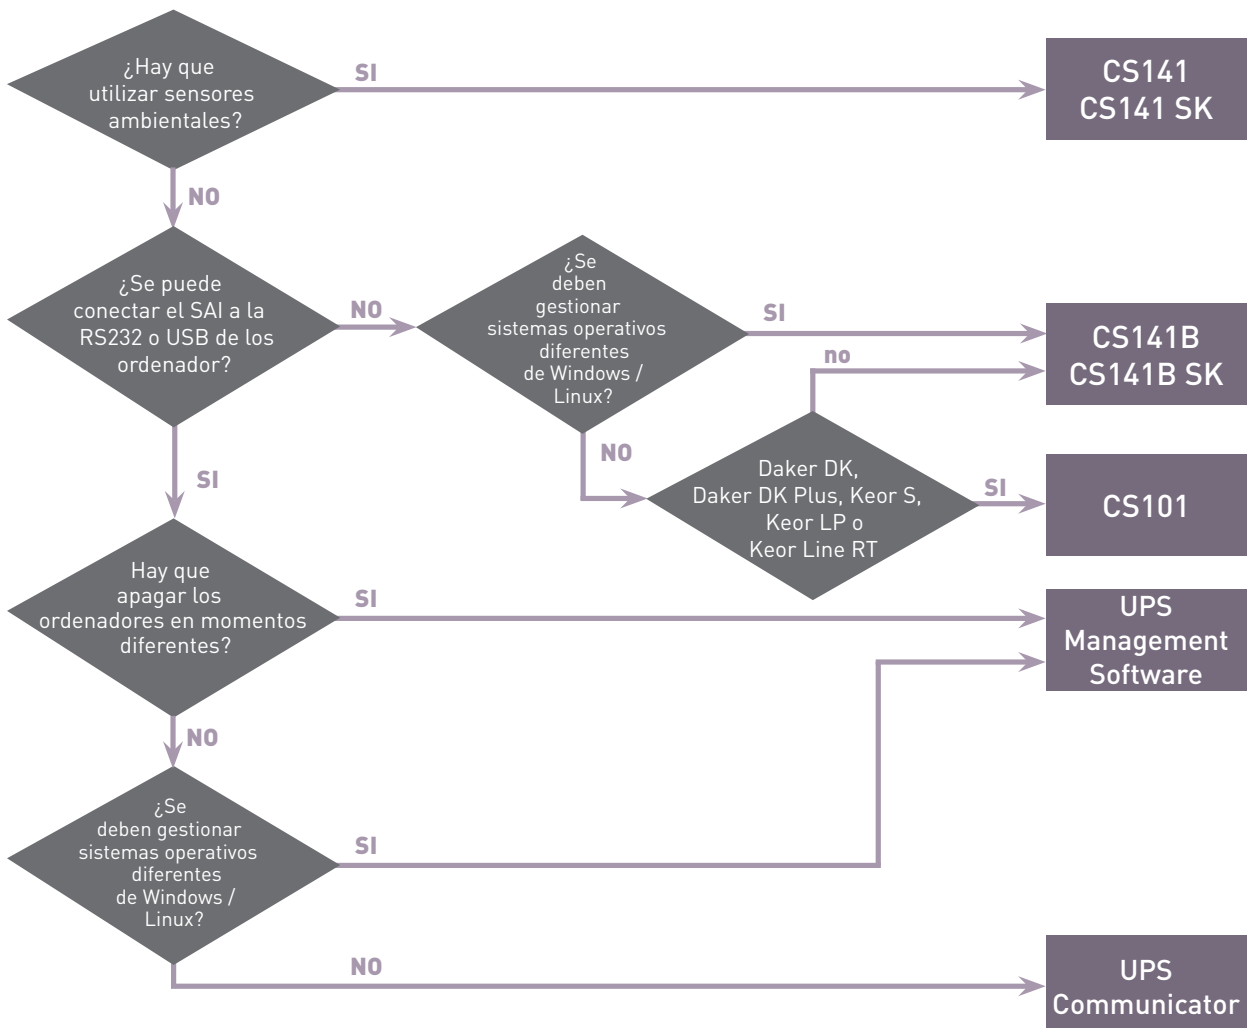 ¿Hay que
utilizar sensores
ambientales?
SI
CS141
CS141 SK
NO
¿Se puede
conectar el SAI a la
RS232 o USB de los
ordenador?
NO
¿Se
deben
gestionar
sistemas operativos
diferentes
de Windows /
Linux?
SI
CS141B
CS141B SK
no
NO
Daker DK,
Daker DK Plus, Keor S,
Keor LP o
Keor Line RT
SI
CS101
SI
Hay que
apagar los
ordenadores en momentos
diferentes?
SI
UPS
Management
Software
NO
¿Se
deben gestionar
sistemas operativos
diferentes
de Windows /
Linux?
SI
NO
UPS
Communicator